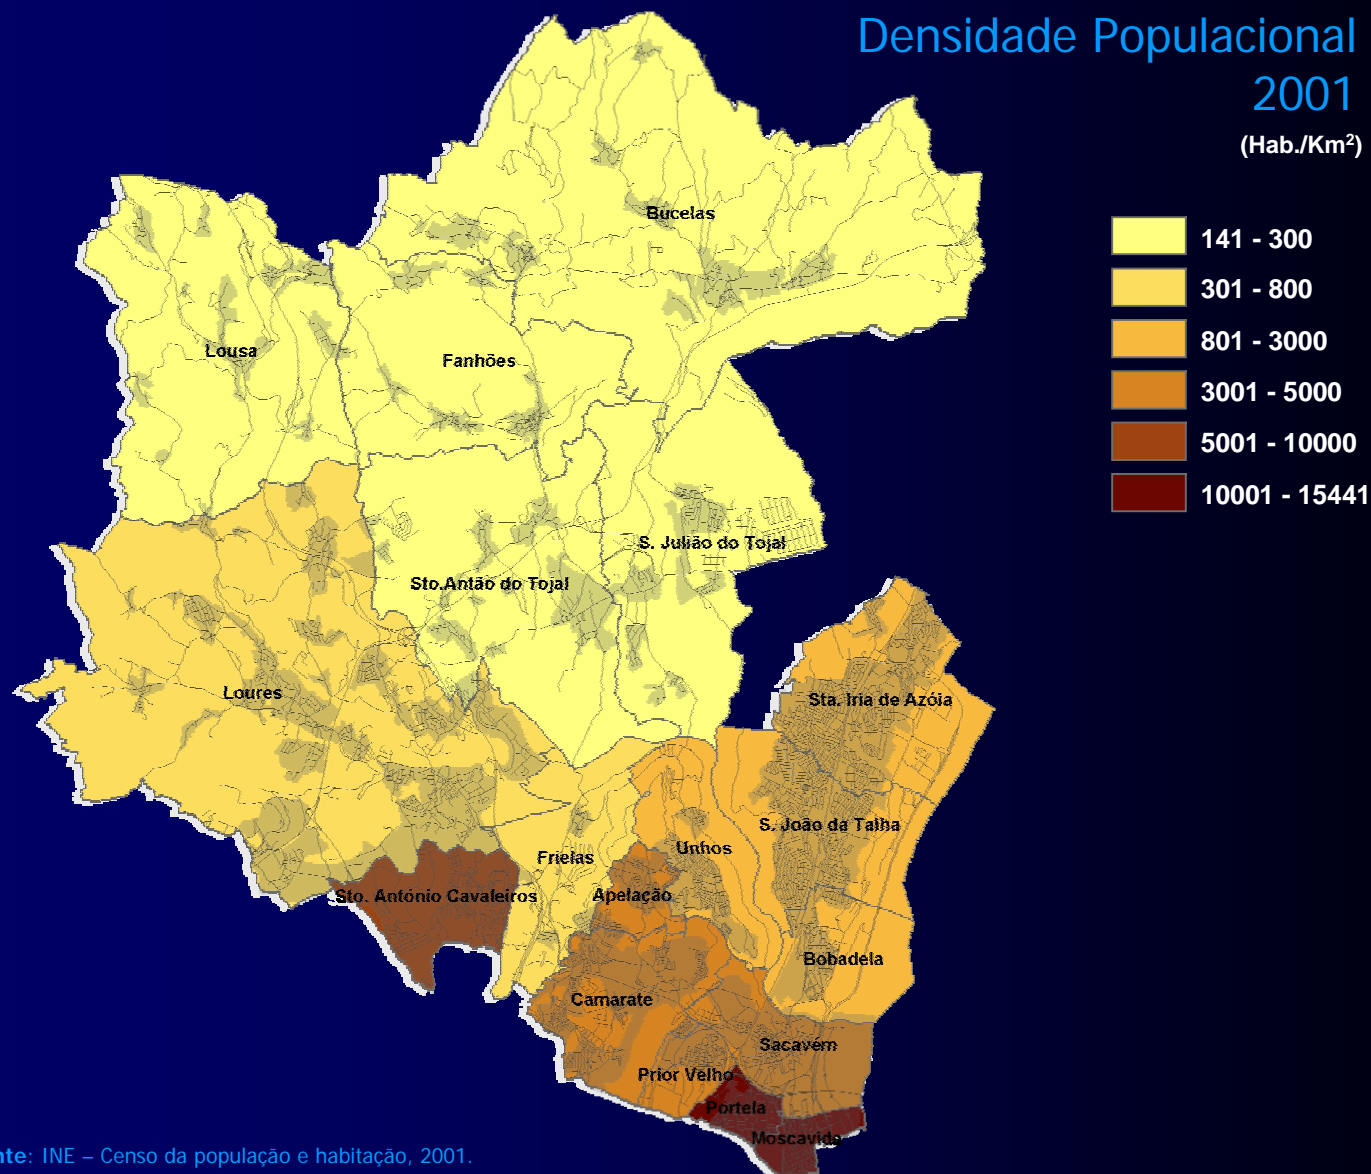 Densidade Populacional
2001
(Hab./Km²)
141 - 300
301 - 800
801 - 3000
3001 - 5000
5001 - 10000
10001 - 15441
Bucelas
Lousa
Fanhões
S. Julião do Tojal
Sto.Antão do Tojal
Loures
Sta. Iria de Azóia
S. João da Talha
Unhos
Frielas
Apelação
Sto. António Cavaleiros
Bobadela
Camarate
Sacavém
Prior Velho
Portela
Moscavide
nte: INE – Censo da população e habitação, 2001.